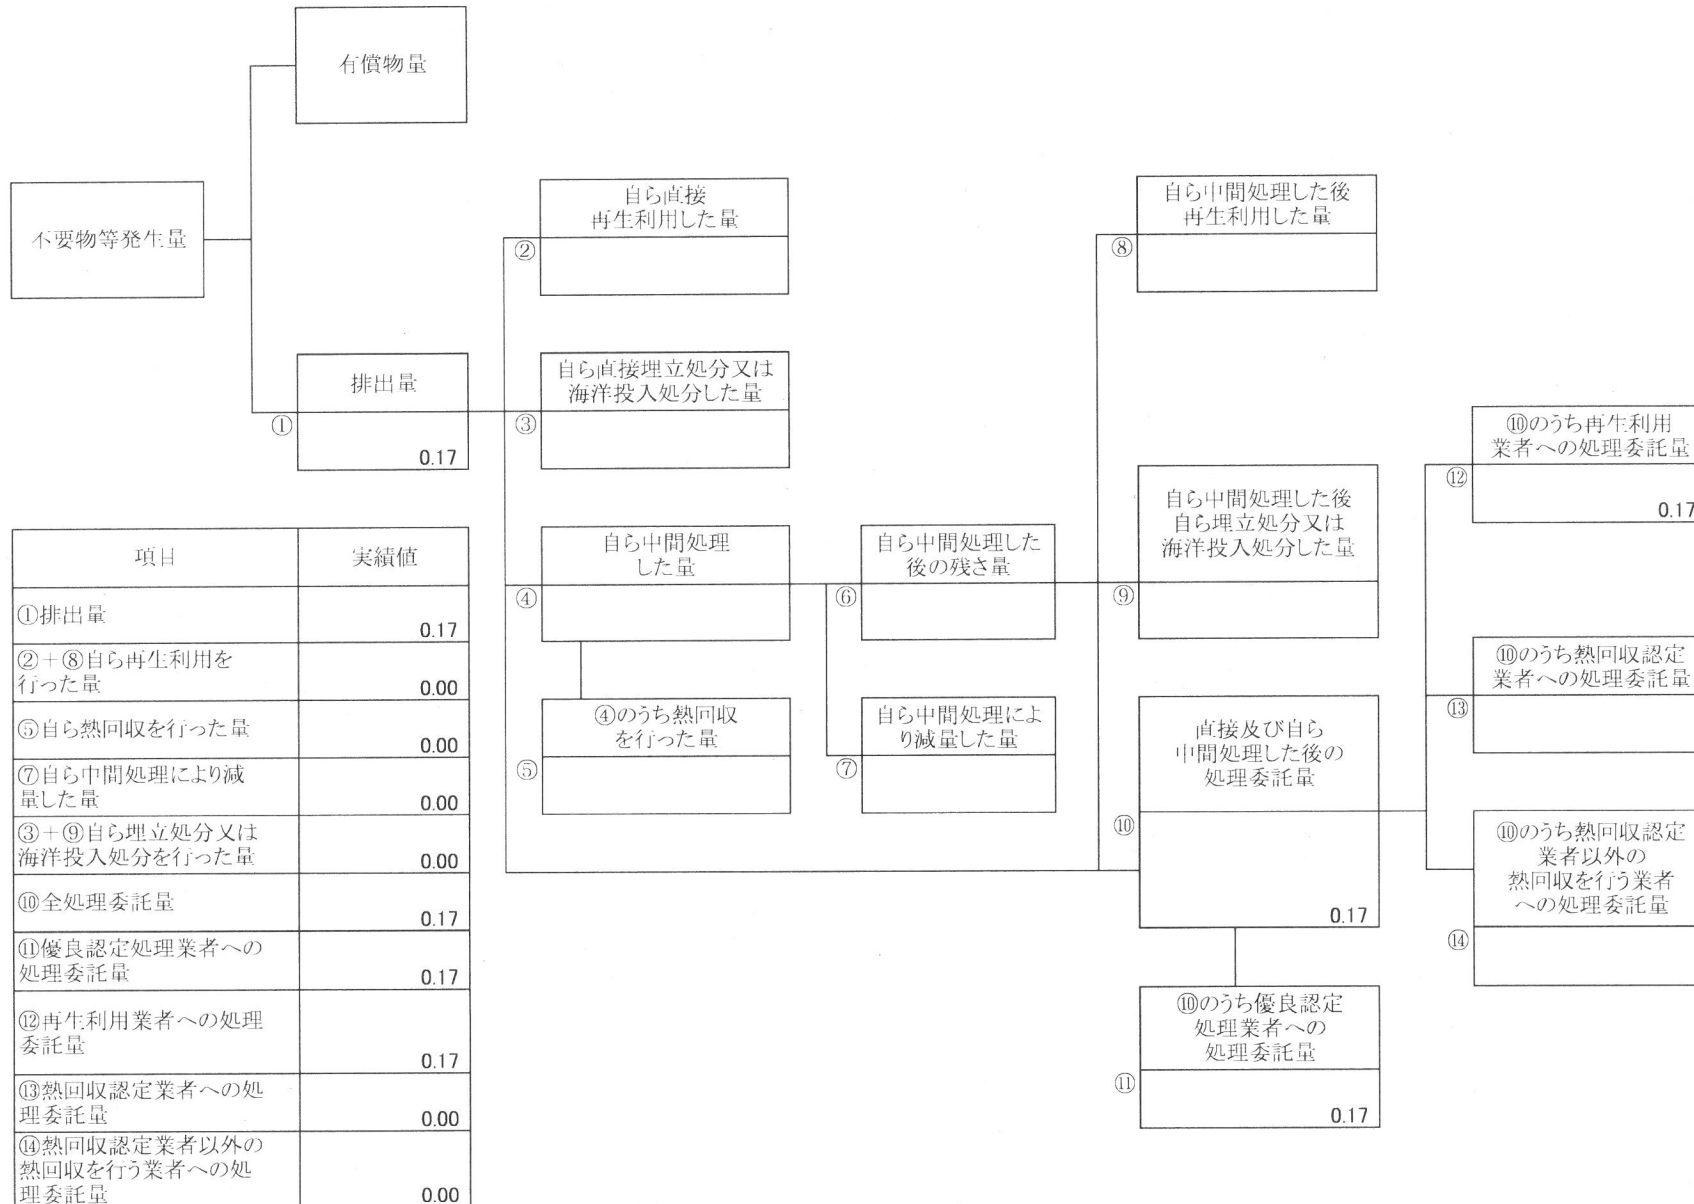 有償物量
不要物等発生量
排出量
①
0.17
自ら直接
再生利用した量
②
自ら直接埋立処分又は
海洋投入処分した量
③
自ら中間処理
した量
④
④のうち熱回収
を行った量
⑤
自ら中間処理した
後の残さ量
⑥
自ら中間処理によ
り減量した量
⑦
自ら中間処理した後
再生利用した量
⑧
自ら中間処理した後
自ら埋立処分又は
海洋投入処分した量
⑨
直接及び自ら
中間処理した後の
処理委託量
⑩
0.17
⑩のうち優良認定
処理業者への
処理委託量
⑪
0.17
⑩のうち再生利用
業者への処理委託量
⑫
0.17
⑩のうち熱回収認定
業者への処理委託量
⑬
⑩のうち熱回収認定
業者以外の
熱回収を行う業者
への処理委託量
⑭
項目 実績値
①排出量 0.17
②+⑧自ら再生利用を
行った量 0.00
⑤自ら熱回収を行った量 0.00
⑦自ら中間処理により減
量した量 0.00
③+⑨自ら埋立処分又は
海洋投入処分を行った量 0.00
⑩全処理委託量 0.17
⑪優良認定処理業者への
処理委託量 0.17
⑫再生利用業者への処理
委託量 0.17
⑬熱回収認定業者への処
理委託量 0.00
⑭熱回収認定業者以外の
熱回収を行う業者への処
理委託量 0.00